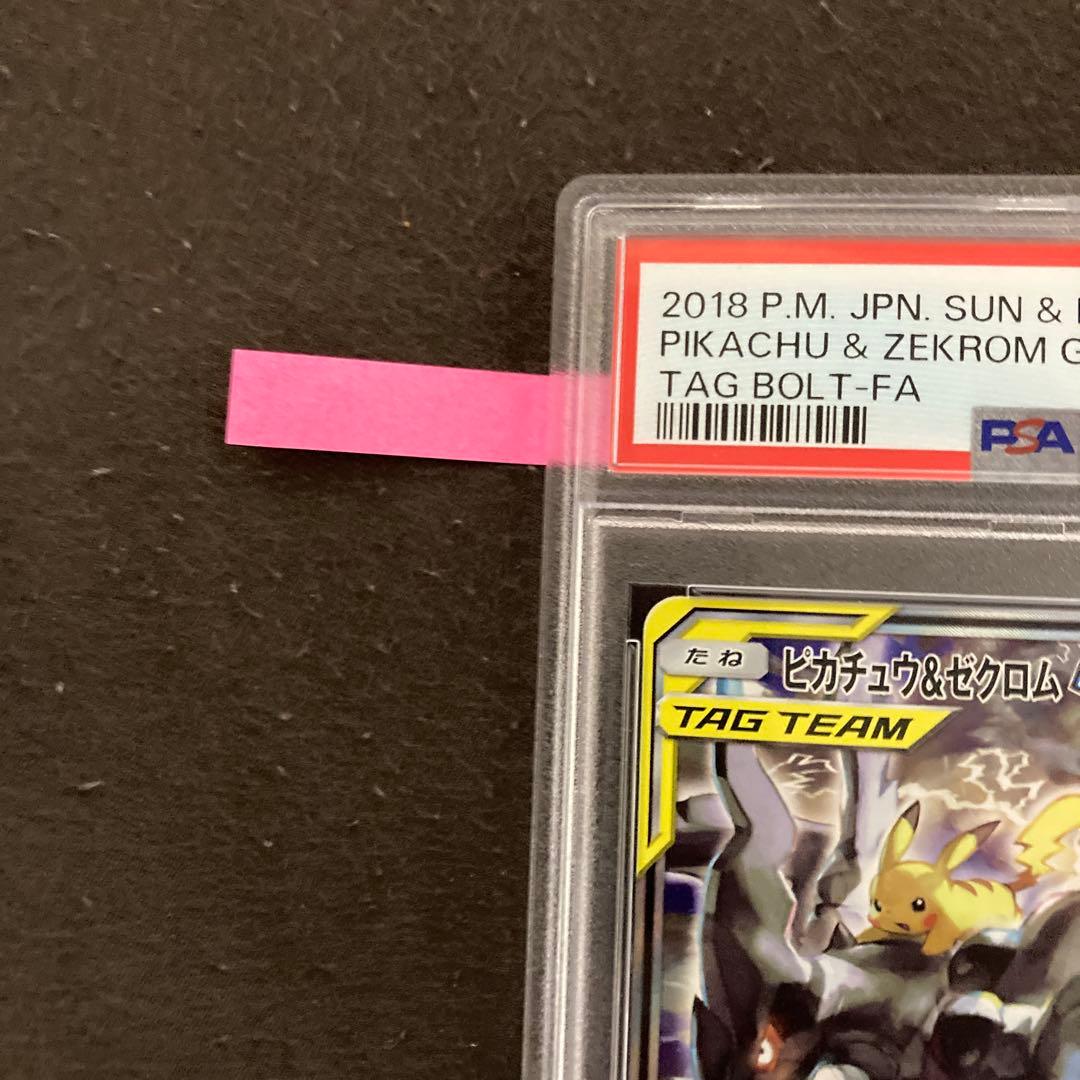 2018 P.M. JPN. SUN &
PIKACHU & ZEKROM G
TAG BOLT-FA
PSA
たね ピカチュウ&ゼクロム
TAG TEAM